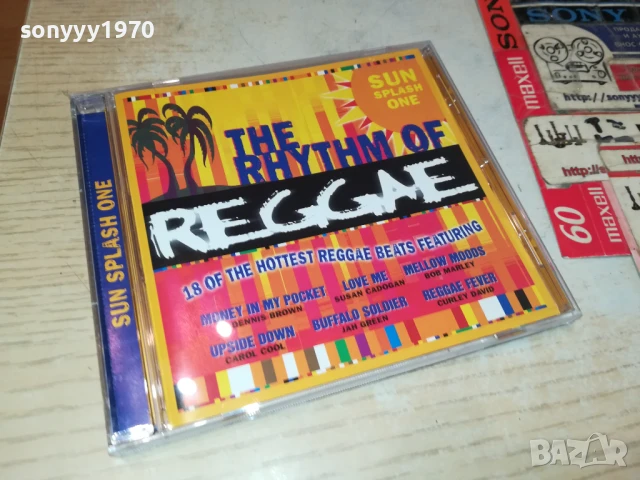 sonyyy1970
SUN SPLASH ONE
SUN
SPLASH
ONE
THE
RHYTHM OF
REGGAE
18 OF THE HOTTEST REGGAE BEATS FEATURING
MONEY IN MY POCKET
DENNIS BROWN
LOVE ME
SUSAN CADOGAN
MELLOW MOODS
BOB MARLEY
UPSIDE DOWN
CAROL COOL
BUFFALO SOLDIER
JAH GREEN
REGGAE FEVER
CURLEY DAVID
SONY
maxell
60
maxell
BAZAR
bazar.bg